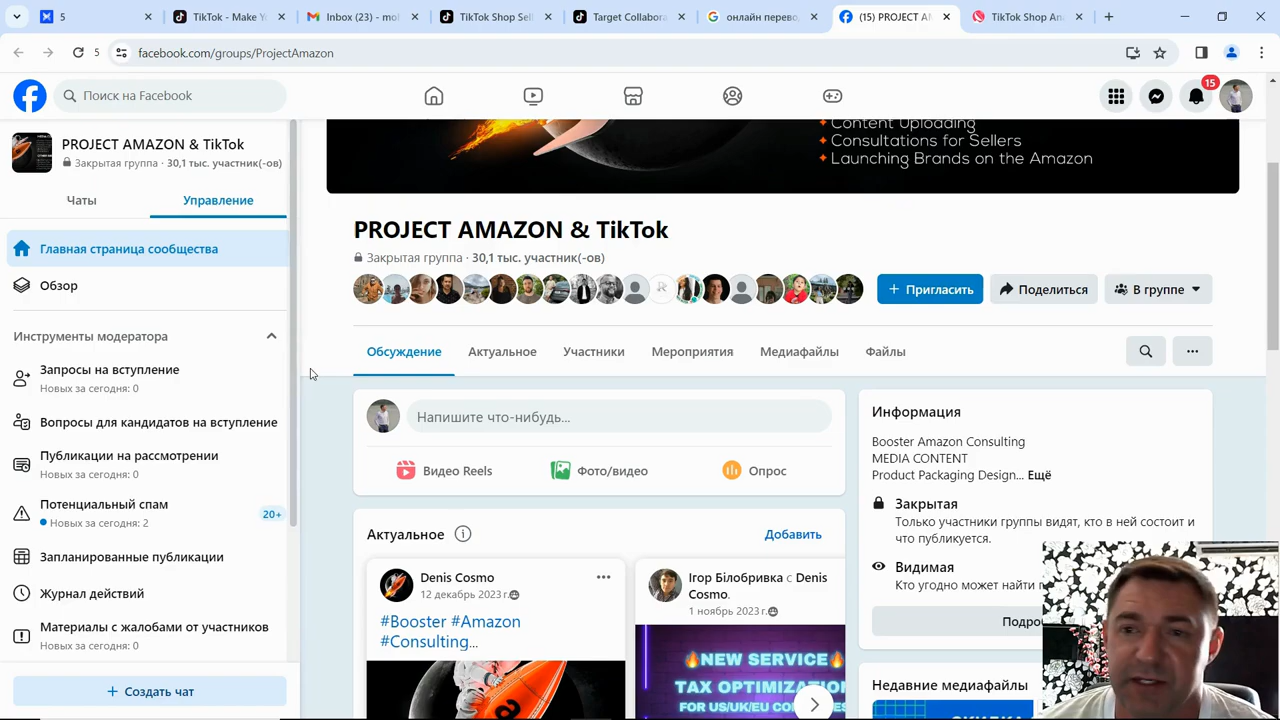 5
TikTok - Make Y
Inbox (23) - mol
TikTok Shop Sel
Target Collabora
онлайн перево
(15) PROJECT A
TikTok Shop An
5
facebook.com/groups/ProjectAmazon
Поиск на Facebook
15
PROJECT AMAZON & TikTok
Закрытая группа · 30,1 тыс. участник(-ов)
Чаты
Управление
Главная страница сообщества
Обзор
Инструменты модератора
Запросы на вступление
Новых за сегодня: 0
Вопросы для кандидатов на вступление
Публикации на рассмотрении
Новых за сегодня: 0
Потенциальный спам
20+
Новых за сегодня: 2
Запланированные публикации
Журнал действий
Материалы с жалобами от участников
Новых за сегодня: 0
+ Создать чат
Content Uploading
Consultations for Sellers
Launching Brands on the Amazon
PROJECT AMAZON & TikTok
Закрытая группа · 30,1 тыс. участник(-ов)
+ Пригласить
Поделиться
В группе
Обсуждение
Актуальное
Участники
Мероприятия
Медиафайлы
Файлы
Напишите что-нибудь...
Видео Reels
Фото/видео
Опрос
Актуальное
Добавить
Denis Cosmo
12 декабрь 2023 г.
#Booster #Amazon
#Consulting...
Ігор Білобривка с Denis
Cosmo.
1 ноябрь 2023 г.
NEW SERVICE
TAX OPTIMIZATION
FOR US/UK/EU
Информация
Booster Amazon Consulting
MEDIA CONTENT
Product Packaging Design... Ещё
Закрытая
Только участники группы видят, кто в ней состоит и
что публикуется.
Видимая
Кто угодно может найти
Подро
Недавние медиафайлы